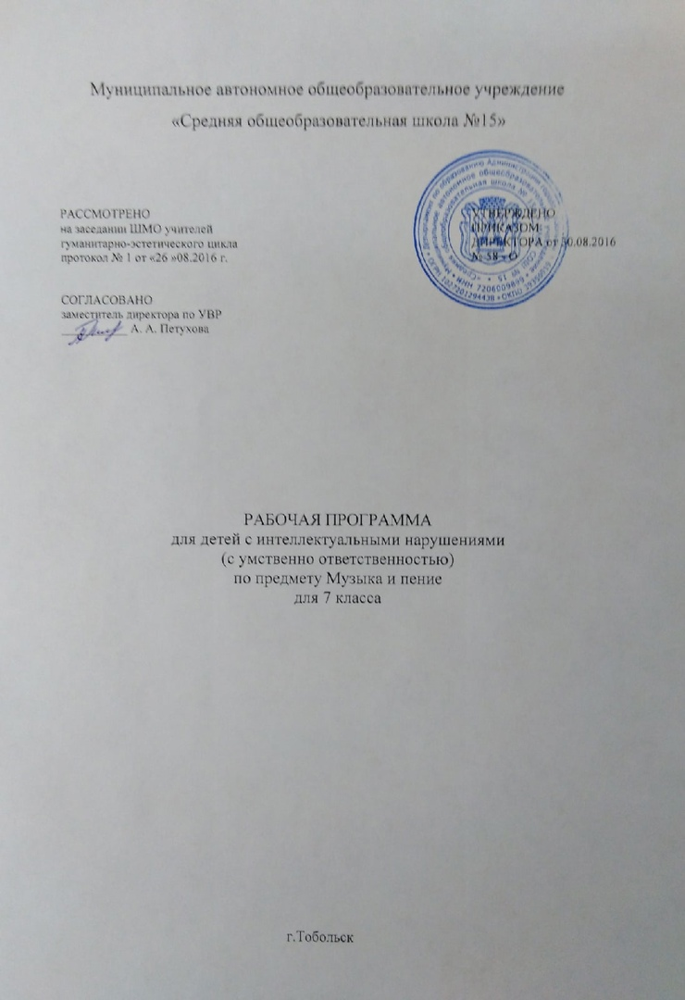 Муниципальное автономное общеобразовательное учреждение
«Средняя общеобразовательная школа №15»
РАССМОТРЕНО
на заседании ШМО учителей
гуманитарно-эстетического цикла
протокол № 1 от «26 »08.2016 г.
УТВЕРЖДЕНО
ПРИКАЗОМ
ДИРЕКТОРА от 30.08.2016
№ 58 - О
СОГЛАСОВАНО
заместитель директора по УВР
А. А. Петухова
РАБОЧАЯ ПРОГРАММА
для детей с интеллектуальными нарушениями
(с умственно ответственностью)
по предмету Музыка и пение
для 7 класса
г.Тобольск